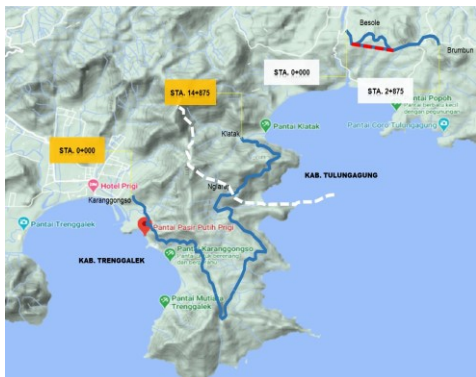 Besole
Brumbun
STA. 0+000
STA. 14+875
STA. 2+875
Pantai Popoh
Pantai Coro Tulungagung
Klatak
Pantai Klatak
STA. 0+000
KAB. TULUNGAGUNG
Hotel Prigi
Karanggongso
Pantai Trenggalek
Pantai Pasir Putih Prigi
KAB. TRENGGALEK
Pantai Karanggongso
Pantai Mutiara
Trenggalek